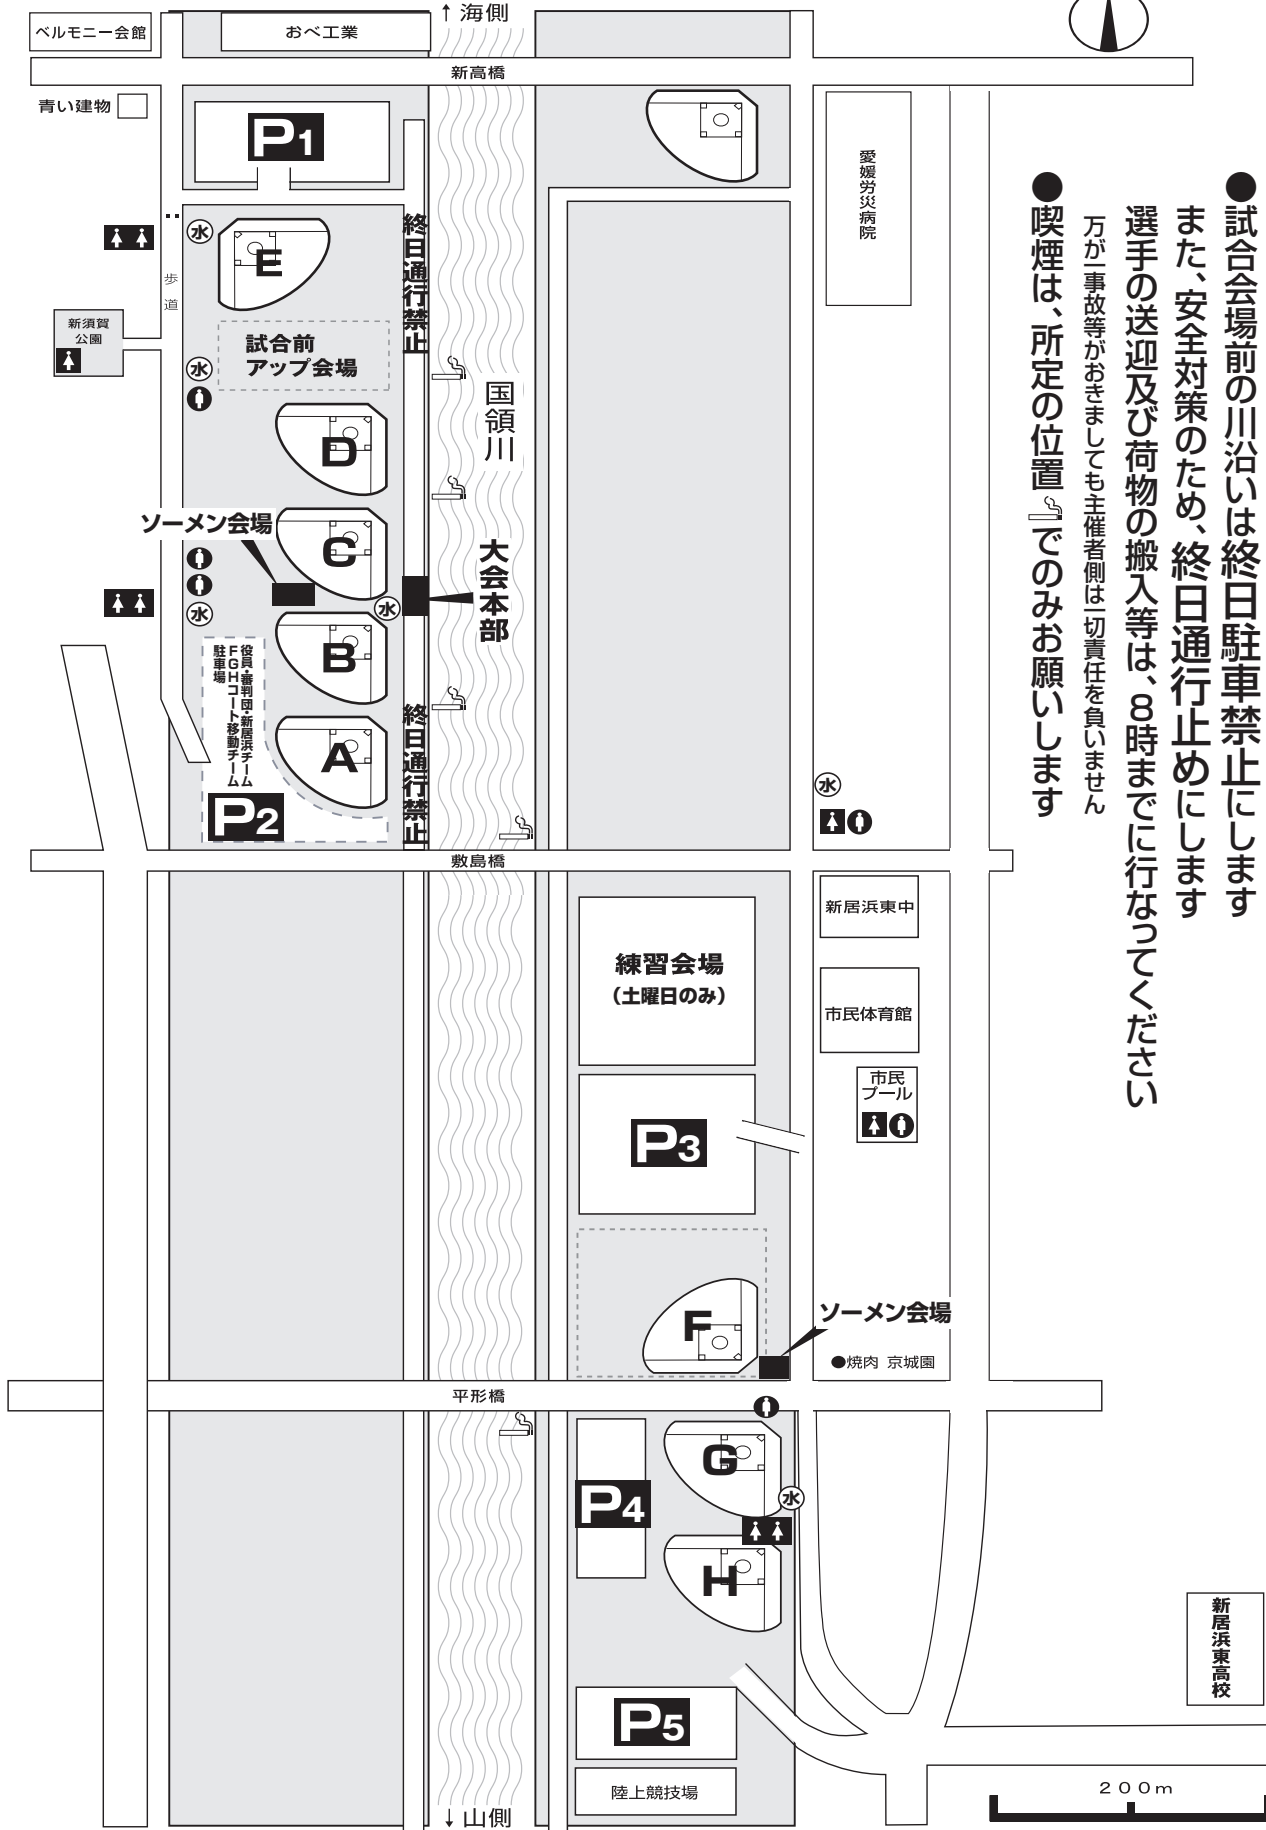 ↑海側
ベルモニー会館
おべ工業
新高橋
青い建物
P1
愛媛労災病院
水
E
終日通行禁止
歩道
新須賀
公園
試合前
アップ会場
水
国領川
D
ソーメン会場
C
大会本部
水
水
B
役員・審判団・新居浜チーム
FGHコート移動チーム
駐車場
A
終日通行禁止
P2
水
敷島橋
新居浜東中
練習会場
(土曜日のみ)
市民体育館
市民
プール
P3
F
ソーメン会場
●焼肉 京城園
平形橋
G
P4
水
H
新居浜東高校
P5
陸上競技場
200m
↓山側
●試合会場前の川沿いは終日駐車禁止にします
また、安全対策のため、終日通行止めにします
選手の送迎及び荷物の搬入等は、8時までに行なってください
万が一事故等がおきましても主催者側は一切責任を負いません
●喫煙は、所定の位置でのみお願いします